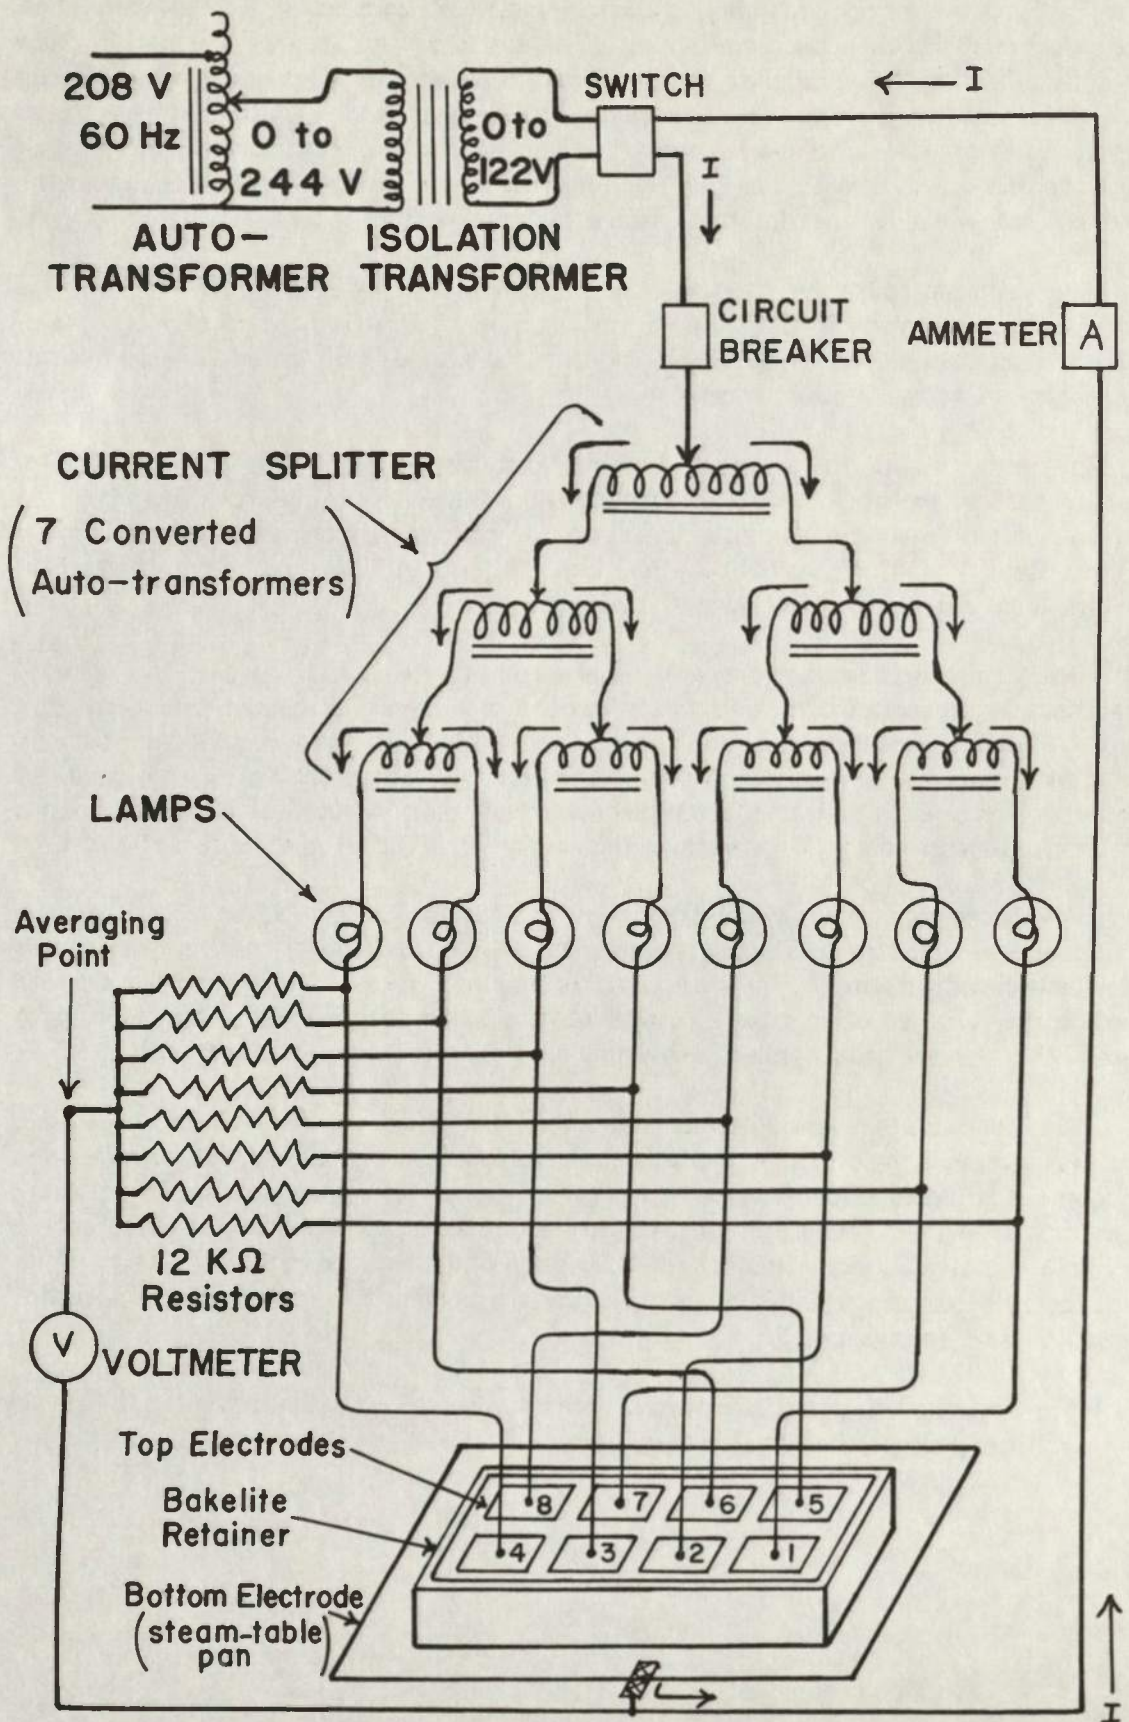 208 V
60 Hz
0 to
244 V
0 to
122V
SWITCH
I
I
AUTO-
TRANSFORMER
ISOLATION
TRANSFORMER
CIRCUIT
BREAKER
AMMETER
A
CURRENT SPLITTER
(7 Converted
Auto-transformers)
LAMPS
Averaging
Point
12 KΩ
Resistors
V
VOLTMETER
Top Electrodes
8
7
6
5
Bakelite
Retainer
4
3
2
1
Bottom Electrode
(steam-table
pan)
I